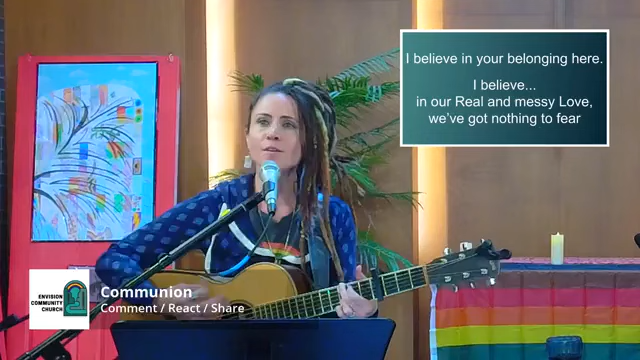 I believe in your belonging here.
I believe...
in our Real and messy Love,
we've got nothing to fear
ENVISION
COMMUNITY
CHURCH
Communion
Comment / React / Share